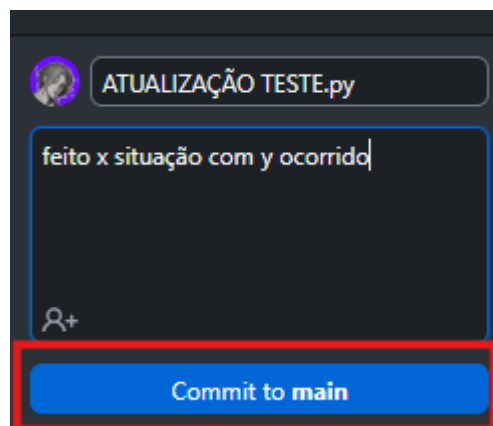 ATUALIZAÇÃO TESTE.py
feito x situação com y ocorrido
Commit to main